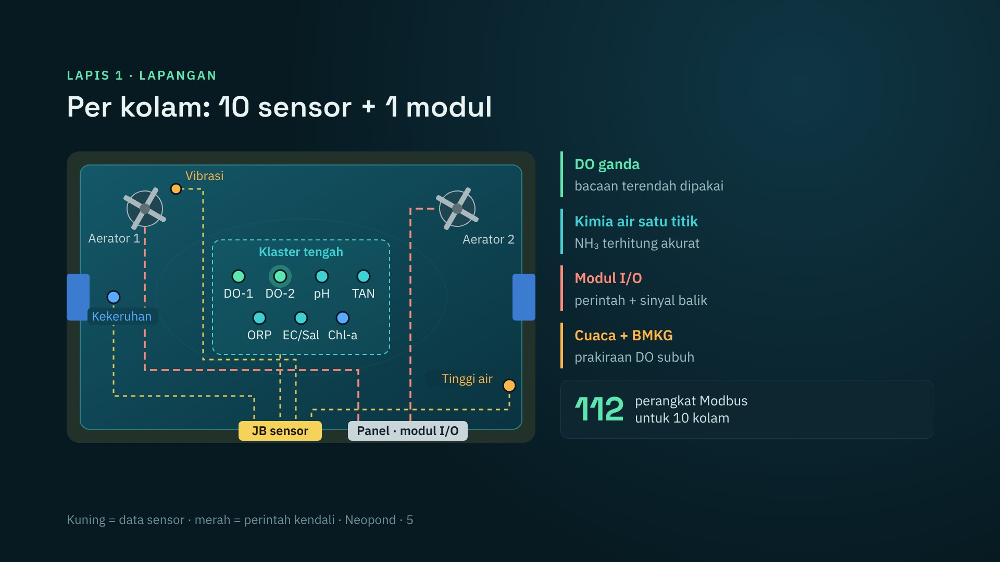 LAPIS 1 · LAPANGAN
Per kolam: 10 sensor + 1 modul
Vibrasi
Aerator 1
Aerator 2
Klaster tengah
DO-1 DO-2 pH TAN
ORP EC/Sal Chl-a
Kekeruhan
Tinggi air
JB sensor
Panel · modul I/O
DO ganda
bacaan terendah dipakai
Kimia air satu titik
NH₃ terhitung akurat
Modul I/O
perintah + sinyal balik
Cuaca + BMKG
prakiraan DO subuh
112
perangkat Modbus
untuk 10 kolam
Kuning = data sensor · merah = perintah kendali · Neopond · 5